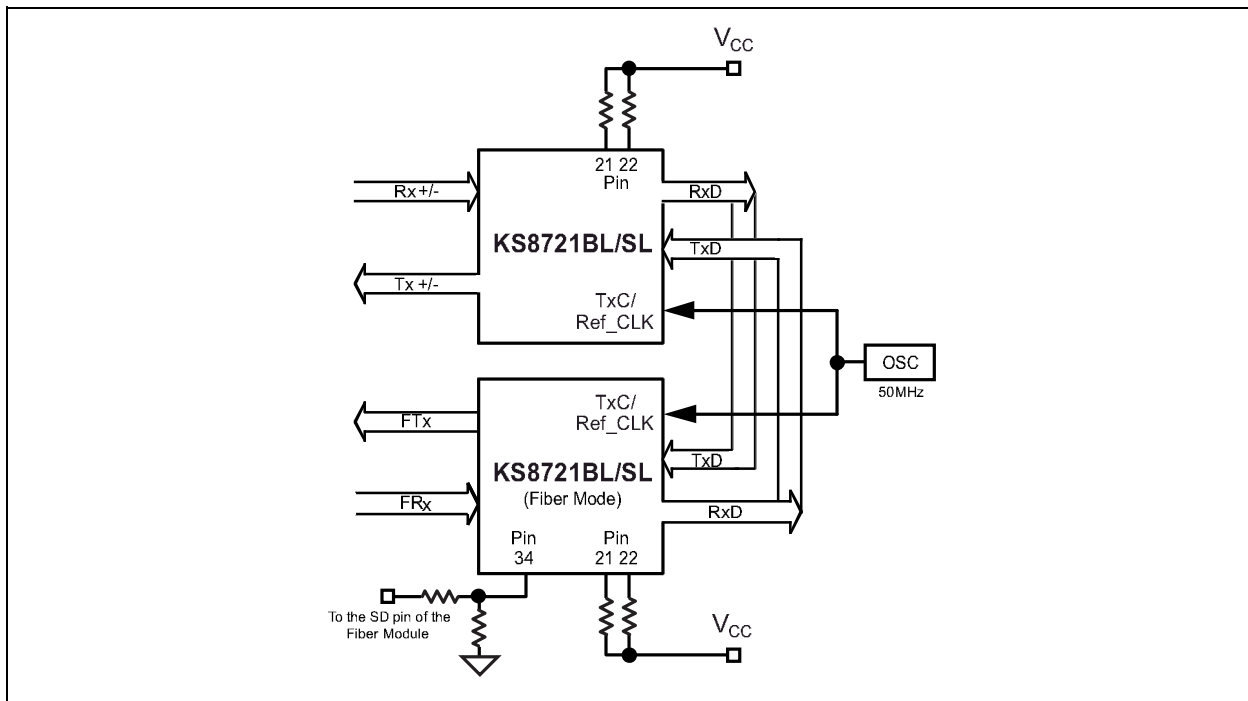 VCC
21 22
Pin
Rx +/-
RxD
KS8721BL/SL
TxD
Tx +/-
TxC/
Ref_CLK
OSC
50MHz
TxC/
Ref_CLK
FTx
TxD
KS8721BL/SL
(Fiber Mode)
FRx
RxD
Pin
34
Pin
21 22
To the SD pin of the
Fiber Module
VCC